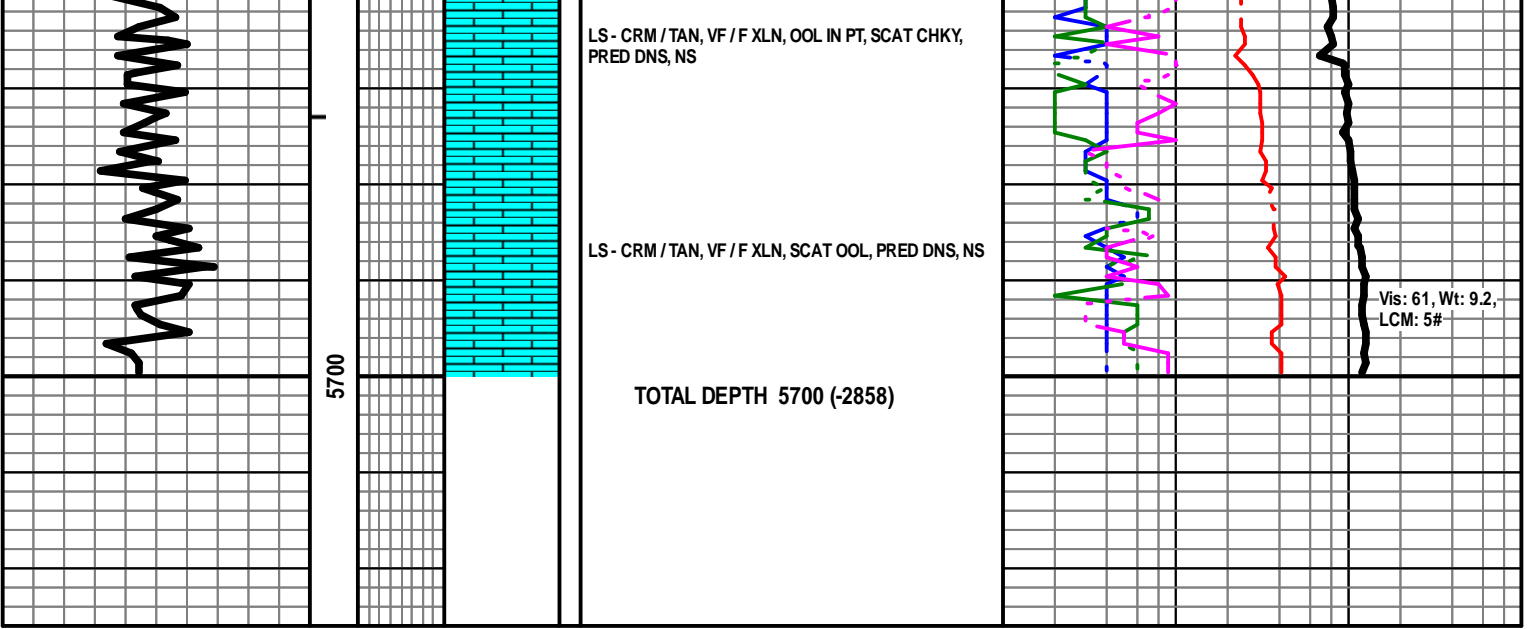 LS - CRM / TAN, VF / F XLN, OOL IN PT, SCAT CHKY,
PRED DNS, NS
LS - CRM / TAN, VF / F XLN, SCAT OOL, PRED DNS, NS
Vis: 61, Wt: 9.2,
LCM: 5#
5700
TOTAL DEPTH 5700 (-2858)